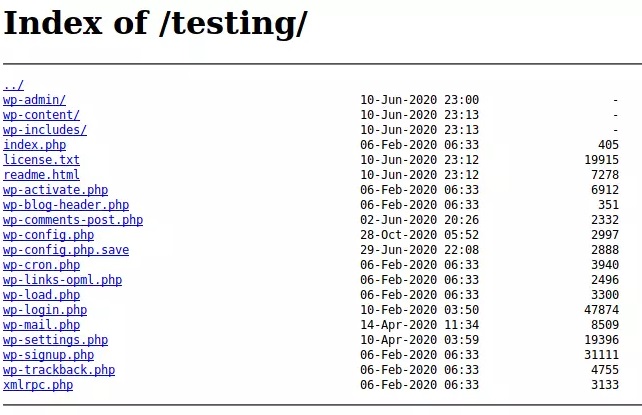 Index of /testing/
../
wp-admin/ 10-Jun-2020 23:00 -
wp-content/ 10-Jun-2020 23:13 -
wp-includes/ 10-Jun-2020 23:13 -
index.php 06-Feb-2020 06:33 405
license.txt 10-Jun-2020 23:12 19915
readme.html 10-Jun-2020 23:12 7278
wp-activate.php 06-Feb-2020 06:33 6912
wp-blog-header.php 06-Feb-2020 06:33 351
wp-comments-post.php 02-Jun-2020 20:26 2332
wp-config.php 28-Oct-2020 05:52 2997
wp-config.php.save 29-Jun-2020 22:08 2888
wp-cron.php 06-Feb-2020 06:33 3940
wp-links-opml.php 06-Feb-2020 06:33 2496
wp-load.php 06-Feb-2020 06:33 3300
wp-login.php 10-Feb-2020 03:50 47874
wp-mail.php 14-Apr-2020 11:34 8509
wp-settings.php 10-Apr-2020 03:59 19396
wp-signup.php 06-Feb-2020 06:33 31111
wp-trackback.php 06-Feb-2020 06:33 4755
xmlrpc.php 06-Feb-2020 06:33 3133